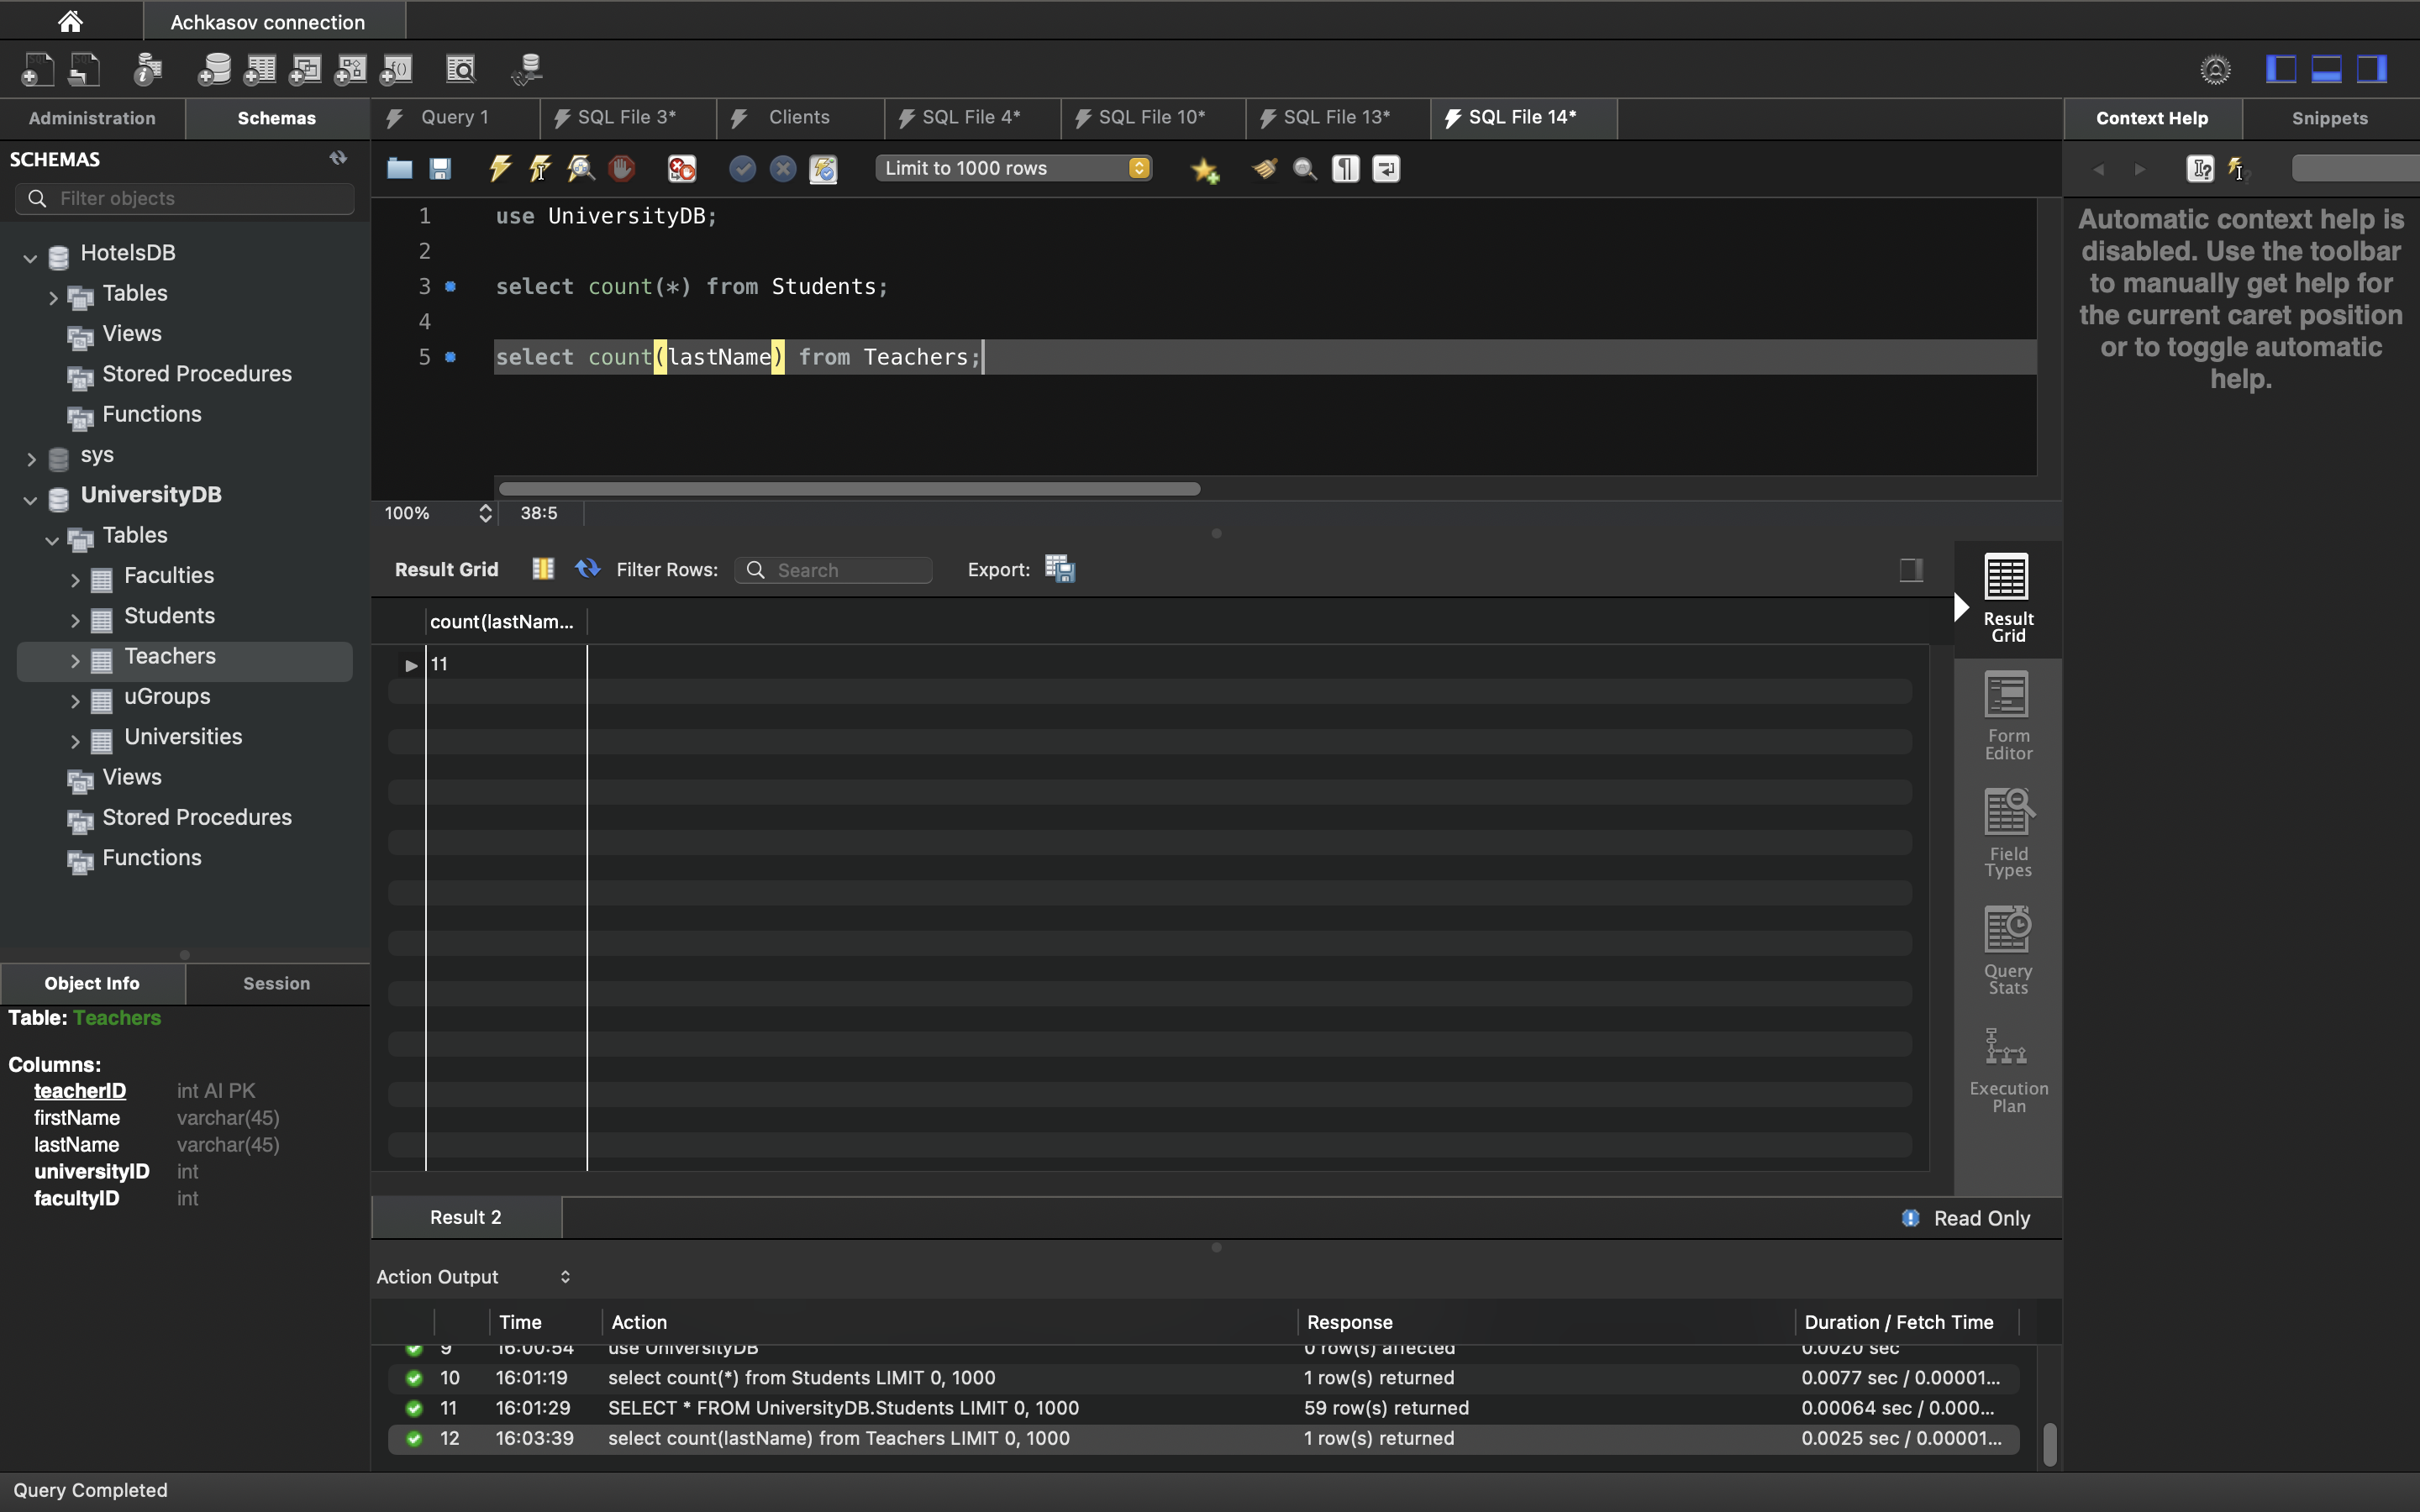 Achkasov connection
Administration
Schemas
Query 1
SQL File 3*
Clients
SQL File 4*
SQL File 10*
SQL File 13*
SQL File 14*
Context Help
Snippets
SCHEMAS
Filter objects
HotelsDB
Tables
Views
Stored Procedures
Functions
sys
UniversityDB
Tables
Faculties
Students
Teachers
uGroups
Universities
Views
Stored Procedures
Functions
Object Info
Session
Table: Teachers
Columns:
teacherID int AI PK
firstName varchar(45)
lastName varchar(45)
universityID int
facultyID int
Limit to 1000 rows
1 use UniversityDB;
2
3 select count(*) from Students;
4
5 select count(lastName) from Teachers;
100% 38:5
Result Grid Filter Rows: Search Export:
count(lastNam...
11
Result Grid
Form Editor
Field Types
Query Stats
Execution Plan
Result 2
Read Only
Action Output
Time Action Response Duration / Fetch Time
9 16:00:54 use UniversityDB 0 row(s) affected 0.0020 sec
10 16:01:19 select count(*) from Students LIMIT 0, 1000 1 row(s) returned 0.0077 sec / 0.00001...
11 16:01:29 SELECT * FROM UniversityDB.Students LIMIT 0, 1000 59 row(s) returned 0.00064 sec / 0.000...
12 16:03:39 select count(lastName) from Teachers LIMIT 0, 1000 1 row(s) returned 0.0025 sec / 0.00001...
Automatic context help is
disabled. Use the toolbar
to manually get help for
the current caret position
or to toggle automatic
help.
Query Completed